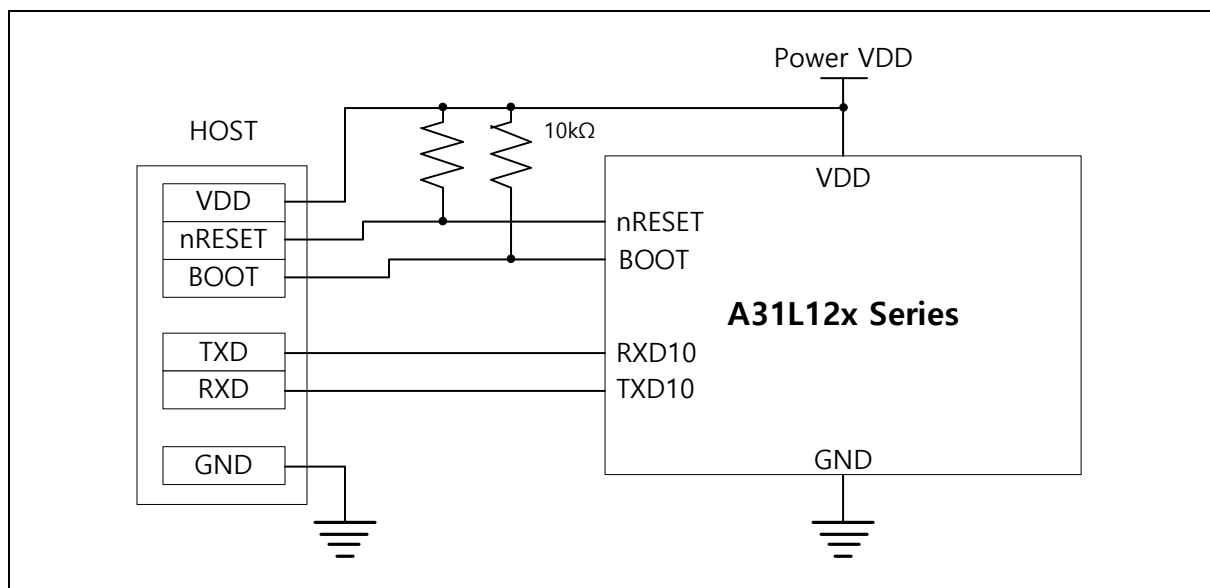 Power VDD
HOST
10kΩ
VDD
VDD
nRESET
nRESET
BOOT
BOOT
A31L12x Series
TXD
RXD10
RXD
TXD10
GND
GND